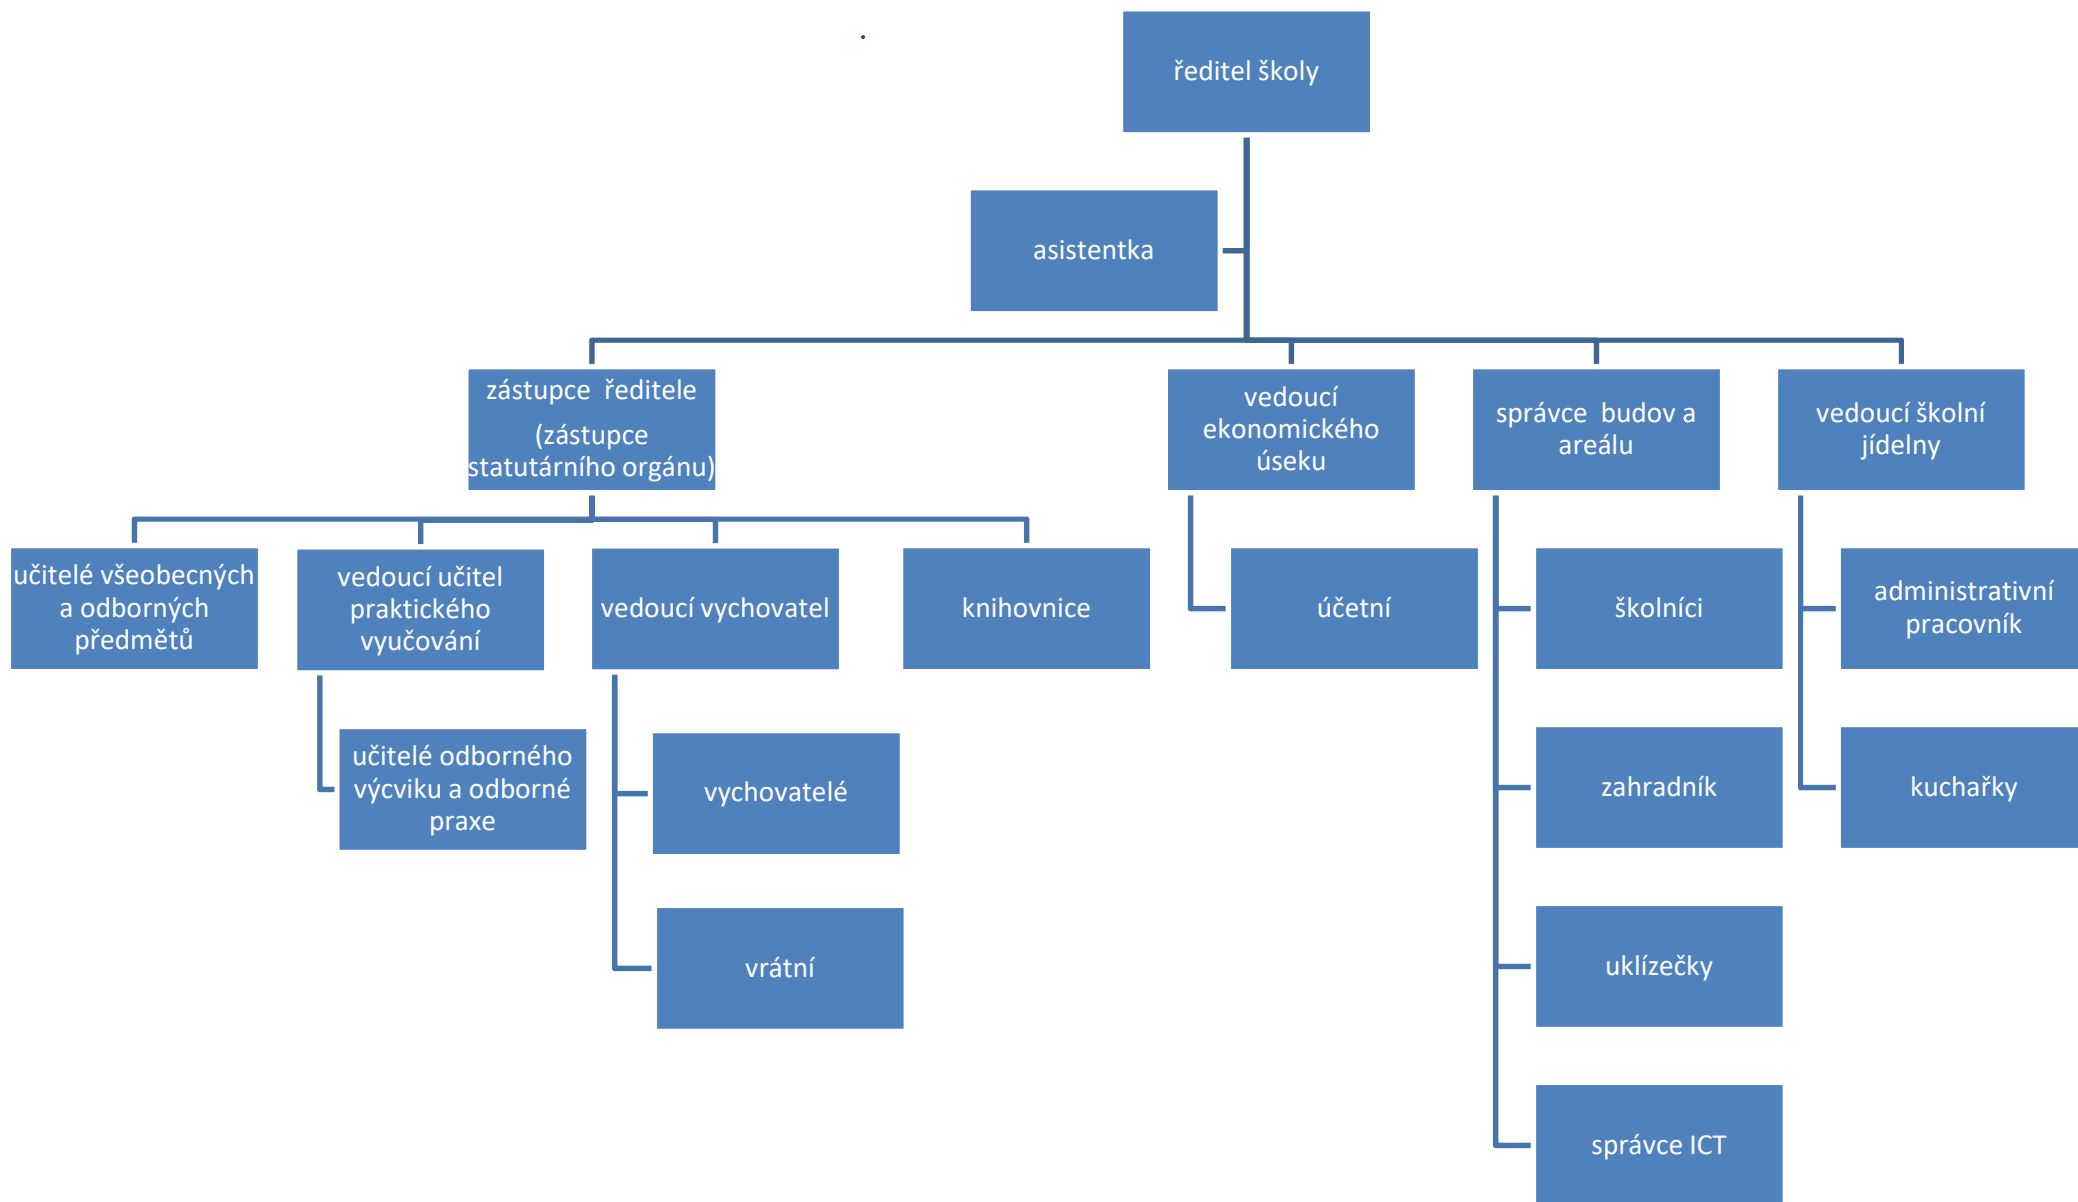 ředitel školy
asistentka
zástupce ředitele
(zástupce
statutárního orgánu)
vedoucí
ekonomického
úseku
správce budov a
areálu
vedoucí školní
jídelny
učitelé všeobecných
a odborných
předmětů
vedoucí učitel
praktického
vyučování
vedoucí vychovatel
knihovnice
účetní
školníci
administrativní
pracovník
učitelé odborného
výcviku a odborné
praxe
vychovatelé
zahradník
kuchařky
vrátní
uklízečky
správce ICT